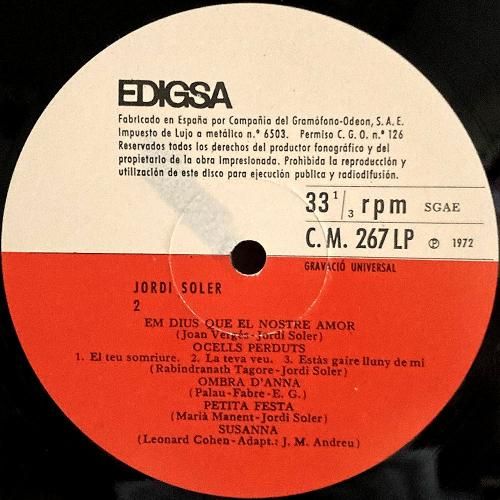 EDIGSA
Fabricado en España por Compañia del Gramófono-Odeon, S. A. E.
Impuesto de Lujo a metálico n.º 6503. Permiso C. G. O. n.º 126
Reservados todos los derechos del productor fonográfico y del
propietario de la obra impresionada. Prohibida la reproducción y
utilización de este disco para ejecución publica y radiodifusión.
33 1/3 rpm SGAE
C. M. 267 LP ℗ 1972
GRAVACIÓ UNIVERSAL
JORDI SOLER
2
EM DIUS QUE EL NOSTRE AMOR
(Joan Vergés-Jordi Soler)
OCELLS PERDUTS
1. El teu somriure. 2. La teva veu. 3. Estàs gaire lluny de mi
(Rabindranath Tagore-Jordi Soler)
OMBRA D'ANNA
(Palau-Fabre-E. G.)
PETITA FESTA
(Marià Manent-Jordi Soler)
SUSANNA
(Leonard Cohen-Adapt.: J. M. Andreu)